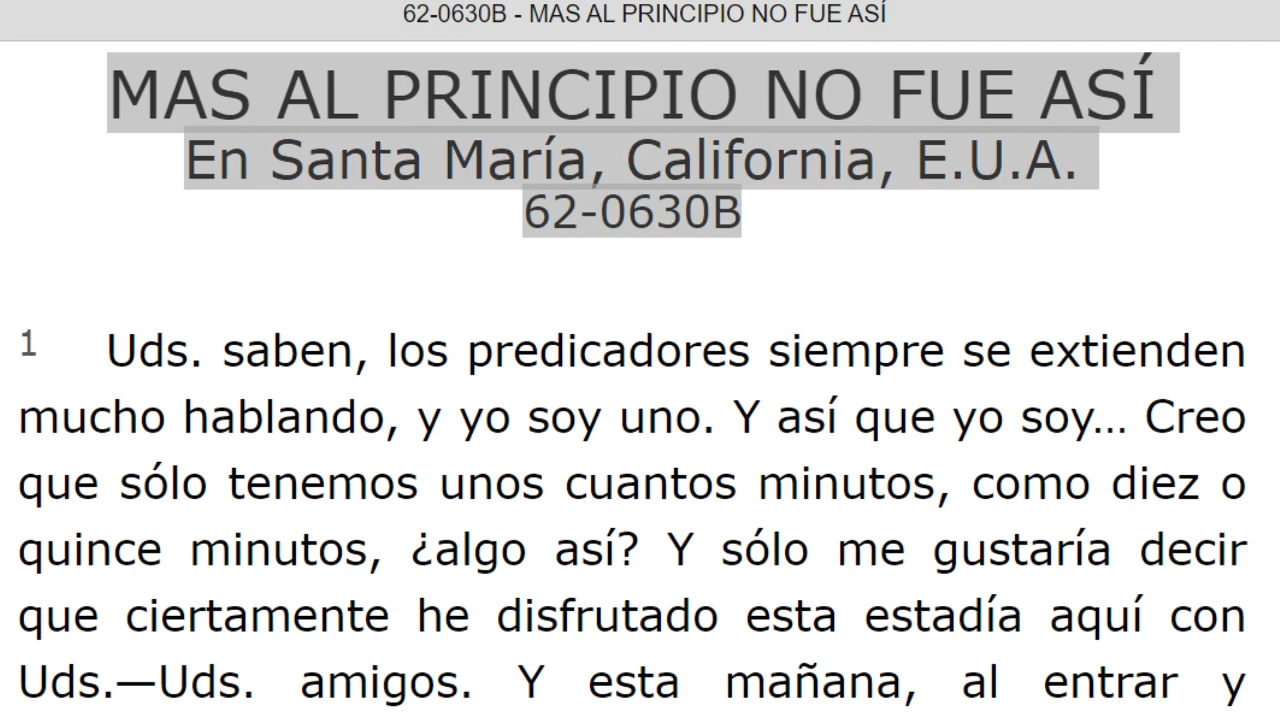 62-0630B - MAS AL PRINCIPIO NO FUE ASÍ
MAS AL PRINCIPIO NO FUE ASÍ
En Santa María, California, E.U.A.
62-0630B
1 Uds. saben, los predicadores siempre se extienden
mucho hablando, y yo soy uno. Y así que yo soy… Creo
que sólo tenemos unos cuantos minutos, como diez o
quince minutos, ¿algo así? Y sólo me gustaría decir
que ciertamente he disfrutado esta estadía aquí con
Uds.—Uds. amigos. Y esta mañana, al entrar y